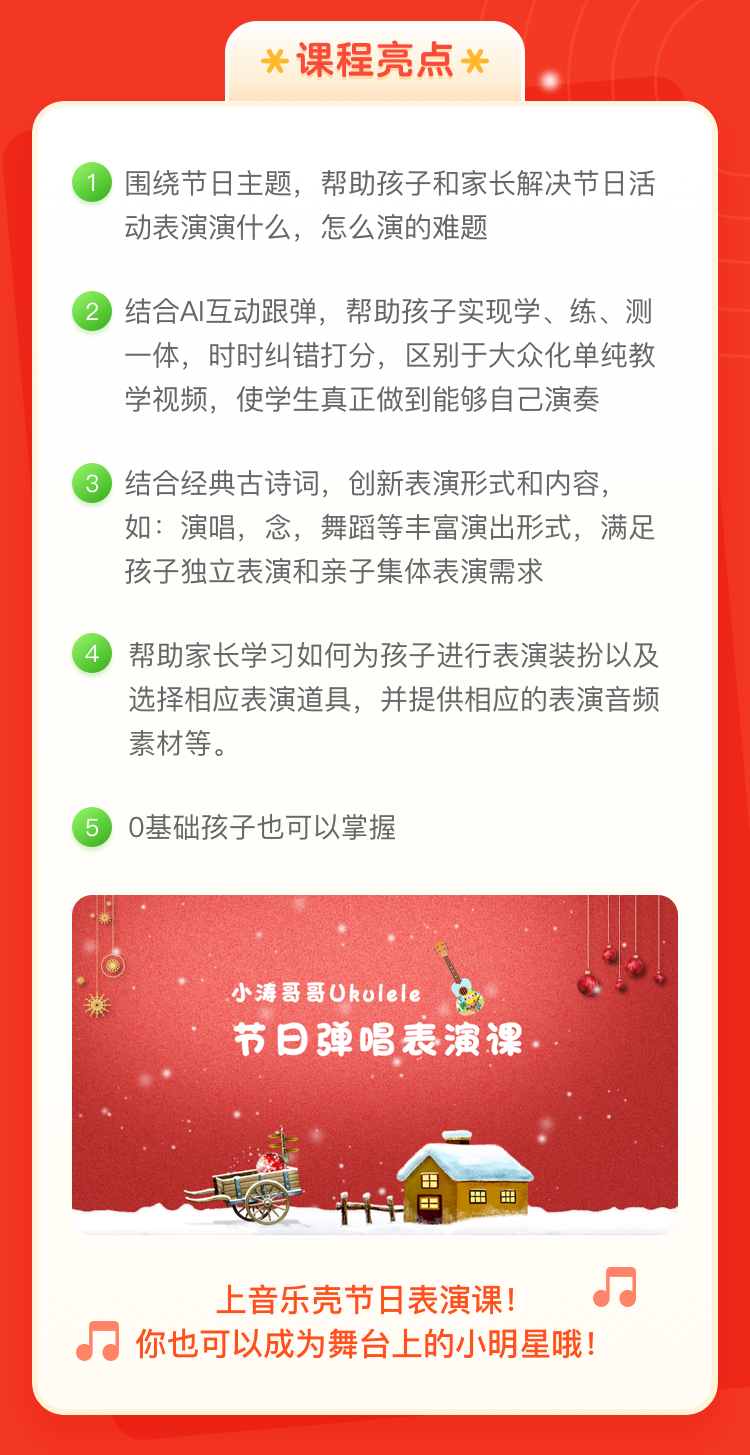 课程亮点
1 围绕节日主题，帮助孩子和家长解决节日活
动表演演什么，怎么演的难题
2 结合AI互动跟弹，帮助孩子实现学、练、测
一体，时时纠错打分，区别于大众化单纯教
学视频，使学生真正做到能够自己演奏
3 结合经典古诗词，创新表演形式和内容，
如：演唱，念，舞蹈等丰富演出形式，满足
孩子独立表演和亲子集体表演需求
4 帮助家长学习如何为孩子进行表演装扮以及
选择相应表演道具，并提供相应的表演音频
素材等。
5 0基础孩子也可以掌握
小涛哥哥Ukulele
节日弹唱表演课
上音乐壳节日表演课！
你也可以成为舞台上的小明星哦！